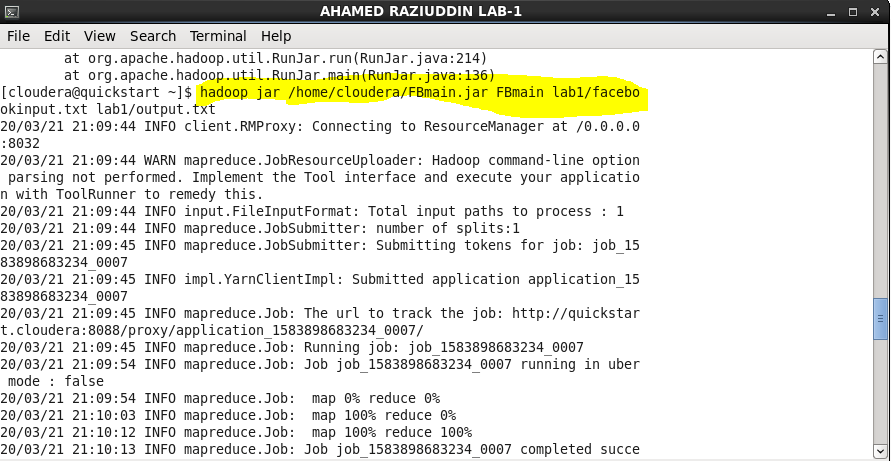 AHAMED RAZIUDDIN LAB-1
File Edit View Search Terminal Help
at org.apache.hadoop.util.RunJar.run(RunJar.java:214)
at org.apache.hadoop.util.RunJar.main(RunJar.java:136)
[cloudera@quickstart ~]$ hadoop jar /home/cloudera/FBmain.jar FBmain lab1/facebo
okinput.txt lab1/output.txt
20/03/21 21:09:44 INFO client.RMProxy: Connecting to ResourceManager at /0.0.0.0
:8032
20/03/21 21:09:44 WARN mapreduce.JobResourceUploader: Hadoop command-line option
 parsing not performed. Implement the Tool interface and execute your applicatio
n with ToolRunner to remedy this.
20/03/21 21:09:44 INFO input.FileInputFormat: Total input paths to process : 1
20/03/21 21:09:44 INFO mapreduce.JobSubmitter: number of splits:1
20/03/21 21:09:45 INFO mapreduce.JobSubmitter: Submitting tokens for job: job_15
83898683234_0007
20/03/21 21:09:45 INFO impl.YarnClientImpl: Submitted application application_15
83898683234_0007
20/03/21 21:09:45 INFO mapreduce.Job: The url to track the job: http://quickstar
t.cloudera:8088/proxy/application_1583898683234_0007/
20/03/21 21:09:45 INFO mapreduce.Job: Running job: job_1583898683234_0007
20/03/21 21:09:54 INFO mapreduce.Job: Job job_1583898683234_0007 running in uber
 mode : false
20/03/21 21:09:54 INFO mapreduce.Job:  map 0% reduce 0%
20/03/21 21:10:03 INFO mapreduce.Job:  map 100% reduce 0%
20/03/21 21:10:12 INFO mapreduce.Job:  map 100% reduce 100%
20/03/21 21:10:13 INFO mapreduce.Job: Job job_1583898683234_0007 completed succe